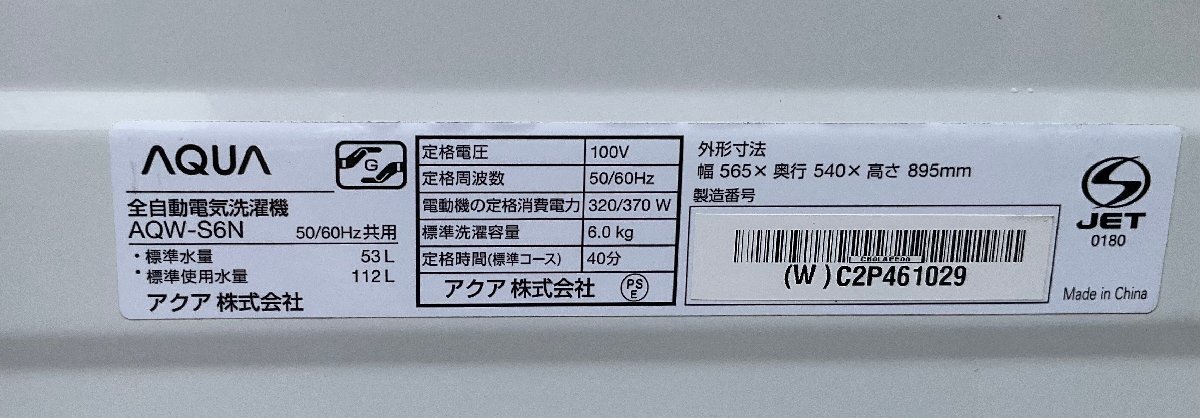 AQUA
G
全自動電気洗濯機
AQW-S6N 50/60Hz共用
・標準水量 53L
・標準使用水量 112L
アクア 株式会社
定格電圧 100V
定格周波数 50/60Hz
電動機の定格消費電力 320/370 W
標準洗濯容量 6.0 kg
定格時間(標準コース) 40分
アクア 株式会社 PSE
外形寸法
幅 565× 奥行 540× 高さ 895mm
製造番号
(W)C2P461029
S
JET
0180
Made in China